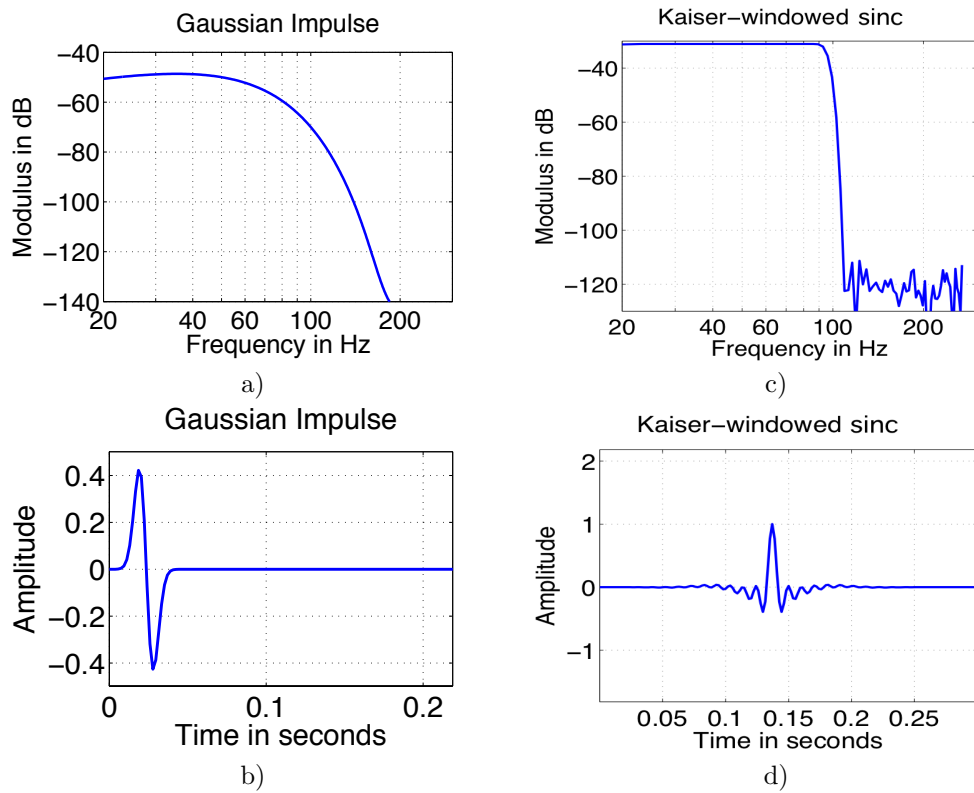 Gaussian Impulse
−40
−60
−80
−100
−120
−140
Modulus in dB
20
40
60
100
200
Frequency in Hz
a)
Kaiser−windowed sinc
−40
−60
−80
−100
−120
Modulus in dB
20
40
60
100
200
Frequency in Hz
c)
Gaussian Impulse
0.4
0.2
0
−0.2
−0.4
Amplitude
0
0.1
0.2
Time in seconds
b)
Kaiser−windowed sinc
2
1
0
−1
Amplitude
0.05
0.1
0.15
0.2
0.25
Time in seconds
d)